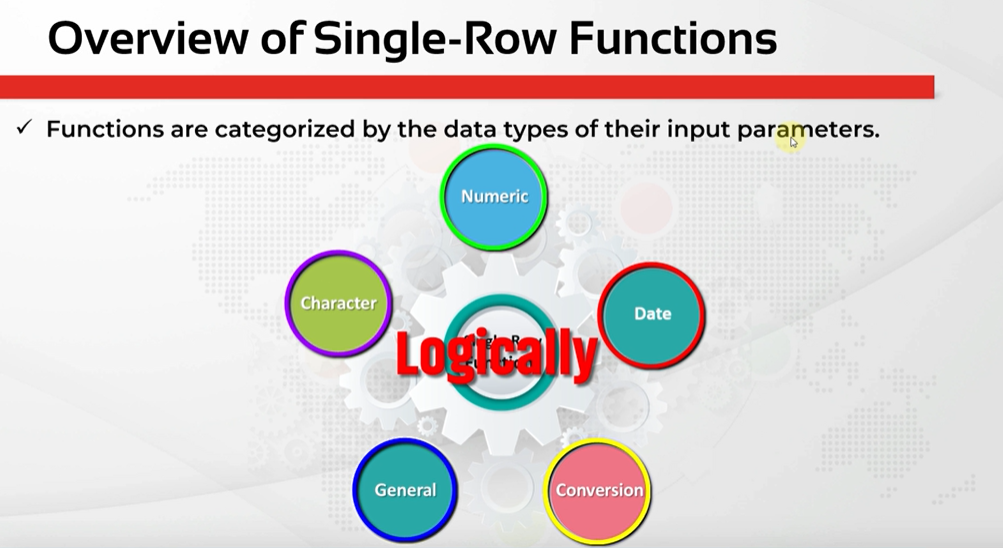 Overview of Single-Row Functions
✓ Functions are categorized by the data types of their input parameters.
Numeric
Character
Date
Logically
General
Conversion